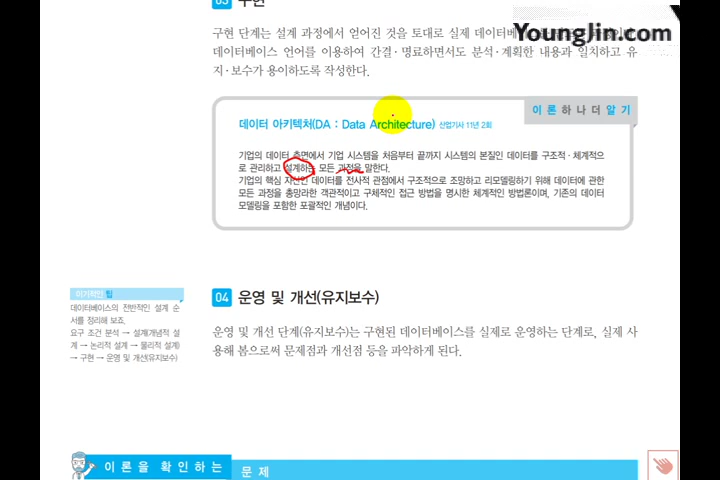 03 구현
Younglin.com
구현 단계는 설계 과정에서 얻어진 것을 토대로 실제 데이터베
데이터베이스 언어를 이용하여 간결·명료하면서도 분석·계획한 내용과 일치하고 유
지·보수가 용이하도록 작성한다.
이론 하나 더 알기
데이터 아키텍처(DA : Data Architecture) 산업기사 11년 2회
기업의 데이터 측면에서 기업 시스템을 처음부터 끝까지 시스템의 본질인 데이터를 구조적·체계적으
로 관리하고 설계하는 모든 과정을 말한다.
기업의 핵심 자산인 데이터를 전사적 관점에서 구조적으로 조망하고 리모델링하기 위해 데이터에 관한
모든 과정을 총망라한 객관적이고 구체적인 접근 방법을 명시한 체계적인 방법론이며, 기존의 데이터
모델링을 포함한 포괄적인 개념이다.
이기적인 팁
데이터베이스의 전반적인 설계 순
서를 정리해 보죠.
요구 조건 분석 → 설계(개념적 설
계 → 논리적 설계 → 물리적 설계)
→ 구현 → 운영 및 개선(유지보수)
04 운영 및 개선(유지보수)
운영 및 개선 단계(유지보수)는 구현된 데이터베이스를 실제로 운영하는 단계로, 실제 사
용해 봄으로써 문제점과 개선점 등을 파악하게 된다.
이론을 확인하는 문제